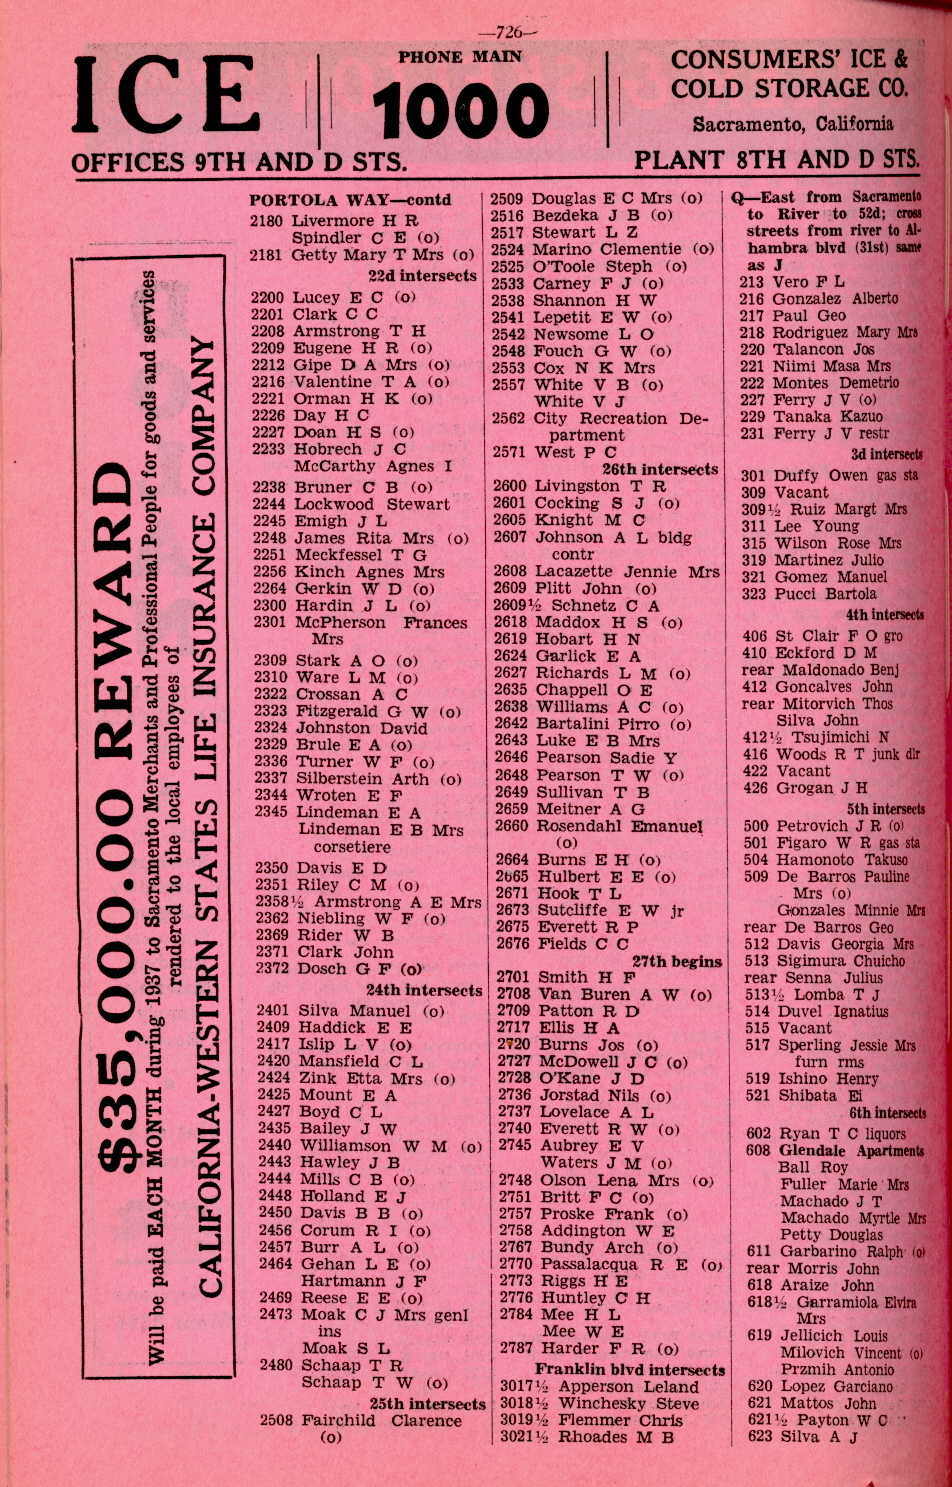 —726—
ICE
PHONE MAIN
1000
CONSUMERS' ICE &
COLD STORAGE CO.
Sacramento, California
OFFICES 9TH AND D STS.
PLANT 8TH AND D STS.
$35,000.00 REWARD
Will be paid EACH MONTH during 1937 to Sacramento Merchants and Professional People for goods and services
rendered to the local employees of
CALIFORNIA-WESTERN STATES LIFE INSURANCE COMPANY
PORTOLA WAY—contd
2180 Livermore H R
Spindler C E (o)
2181 Getty Mary T Mrs (o)
22d intersects
2200 Lucey E C (o)
2201 Clark C C
2208 Armstrong T H
2209 Eugene H R (o)
2212 Gipe D A Mrs (o)
2216 Valentine T A (o)
2221 Orman H K (o)
2226 Day H C
2227 Doan H S (o)
2233 Hobrech J C
McCarthy Agnes I
2238 Bruner C B (o)
2244 Lockwood Stewart
2245 Emigh J L
2248 James Rita Mrs (o)
2251 Meckfessel T G
2256 Kinch Agnes Mrs
2264 Gerkin W D (o)
2300 Hardin J L (o)
2301 McPherson Frances
Mrs
2309 Stark A O (o)
2310 Ware L M (o)
2322 Crossan A C
2323 Fitzgerald G W (o)
2324 Johnston David
2329 Brule E A (o)
2336 Turner W F (o)
2337 Silberstein Arth (o)
2344 Wroten E F
2345 Lindeman E A
Lindeman E B Mrs
corsetiere
2350 Davis E D
2351 Riley C M (o)
2358½ Armstrong A E Mrs
2362 Niebling W F (o)
2369 Rider W B
2371 Clark John
2372 Dosch G F (o)
24th intersects
2401 Silva Manuel (o)
2409 Haddick E E
2417 Islip L V (o)
2420 Mansfield C L
2424 Zink Etta Mrs (o)
2425 Mount E A
2427 Boyd C L
2435 Bailey J W
2440 Williamson W M (o)
2443 Hawley J B
2444 Mills C B (o)
2448 Holland E J
2450 Davis B B (o)
2456 Corum R I (o)
2457 Burr A L (o)
2464 Gehan L E (o)
Hartmann J F
2469 Reese E E (o)
2473 Moak C J Mrs genl
ins
Moak S L
2480 Schaap T R
Schaap T W (o)
25th intersects
2508 Fairchild Clarence
(o)
2509 Douglas E C Mrs (o)
2516 Bezdeka J B (o)
2517 Stewart L Z
2524 Marino Clementie (o)
2525 O'Toole Steph (o)
2533 Carney F J (o)
2538 Shannon H W
2541 Lepetit E W (o)
2542 Newsome L O
2548 Fouch G W (o)
2553 Cox N K Mrs
2557 White V B (o)
White V J
2562 City Recreation De-
partment
2571 West P C
26th intersects
2600 Livingston T R
2601 Cocking S J (o)
2605 Knight M C
2607 Johnson A L bldg
contr
2608 Lacazette Jennie Mrs
2609 Plitt John (o)
2609½ Schnetz C A
2618 Maddox H S (o)
2619 Hobart H N
2624 Garlick E A
2627 Richards L M (o)
2635 Chappell O E
2638 Williams A C (o)
2642 Bartalini Pirro (o)
2643 Luke E B Mrs
2646 Pearson Sadie Y
2648 Pearson T W (o)
2649 Sullivan T B
2659 Meitner A G
2660 Rosendahl Emanuel
(o)
2664 Burns E H (o)
2665 Hulbert E E (o)
2671 Hook T L
2673 Sutcliffe E W jr
2675 Everett R P
2676 Fields C C
27th begins
2701 Smith H F
2708 Van Buren A W (o)
2709 Patton R D
2717 Ellis H A
2720 Burns Jos (o)
2727 McDowell J C (o)
2728 O'Kane J D
2736 Jorstad Nils (o)
2737 Lovelace A L
2740 Everett R W (o)
2745 Aubrey E V
Waters J M (o)
2748 Olson Lena Mrs (o)
2751 Britt F C (o)
2757 Proske Frank (o)
2758 Addington W E
2767 Bundy Arch (o)
2770 Passalacqua R E (o)
2773 Riggs H E
2776 Huntley C H
2784 Mee H L
Mee W E
2787 Harder F R (o)
Franklin blvd intersects
3017½ Apperson Leland
3018½ Winchesky Steve
3019½ Flemmer Chris
3021½ Rhoades M B
Q—East from Sacramento
to River to 52d; cross
streets from river to Al-
hambra blvd (31st) same
as J
213 Vero F L
216 Gonzalez Alberto
217 Paul Geo
218 Rodriguez Mary Mrs
220 Talancon Jos
221 Niimi Masa Mrs
222 Montes Demetrio
227 Ferry J V (o)
229 Tanaka Kazuo
231 Ferry J V restr
3d intersects
301 Duffy Owen gas sta
309 Vacant
309½ Ruiz Margt Mrs
311 Lee Young
315 Wilson Rose Mrs
319 Martinez Julio
321 Gomez Manuel
323 Pucci Bartola
4th intersects
406 St Clair F O gro
410 Eckford D M
rear Maldonado Benj
412 Goncalves John
rear Mitorvich Thos
Silva John
412½ Tsujimichi N
416 Woods R T junk dlr
422 Vacant
426 Grogan J H
5th intersects
500 Petrovich J R (o)
501 Figaro W R gas sta
504 Hamonoto Takuso
509 De Barros Pauline
Mrs (o)
Gonzales Minnie Mrs
rear De Barros Geo
512 Davis Georgia Mrs
513 Sigimura Chuicho
rear Senna Julius
513½ Lomba T J
514 Duvel Ignatius
515 Vacant
517 Sperling Jessie Mrs
furn rms
519 Ishino Henry
521 Shibata Ei
6th intersects
602 Ryan T C liquors
608 Glendale Apartments
Ball Roy
Fuller Marie Mrs
Machado J T
Machado Myrtle Mrs
Petty Douglas
611 Garbarino Ralph (o)
rear Morris John
618 Araize John
618½ Garramiola Elvira
Mrs
619 Jellicich Louis
Milovich Vincent (o)
Przmih Antonio
620 Lopez Garciano
621 Mattos John
621½ Payton W C
623 Silva A J